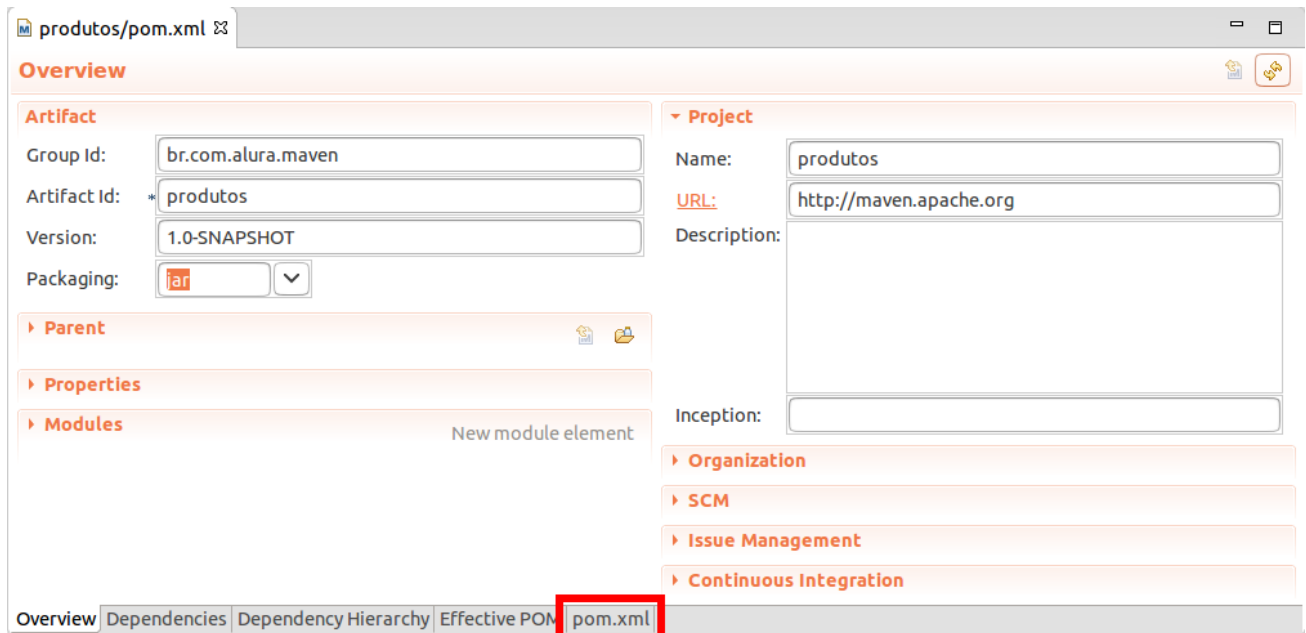 produtos/pom.xml
Overview
Artifact
Group Id: br.com.alura.maven
Artifact Id: * produtos
Version: 1.0-SNAPSHOT
Packaging: jar
Parent
Properties
Modules
New module element
Project
Name: produtos
URL: http://maven.apache.org
Description:
Inception:
Organization
SCM
Issue Management
Continuous Integration
Overview Dependencies Dependency Hierarchy Effective POM pom.xml